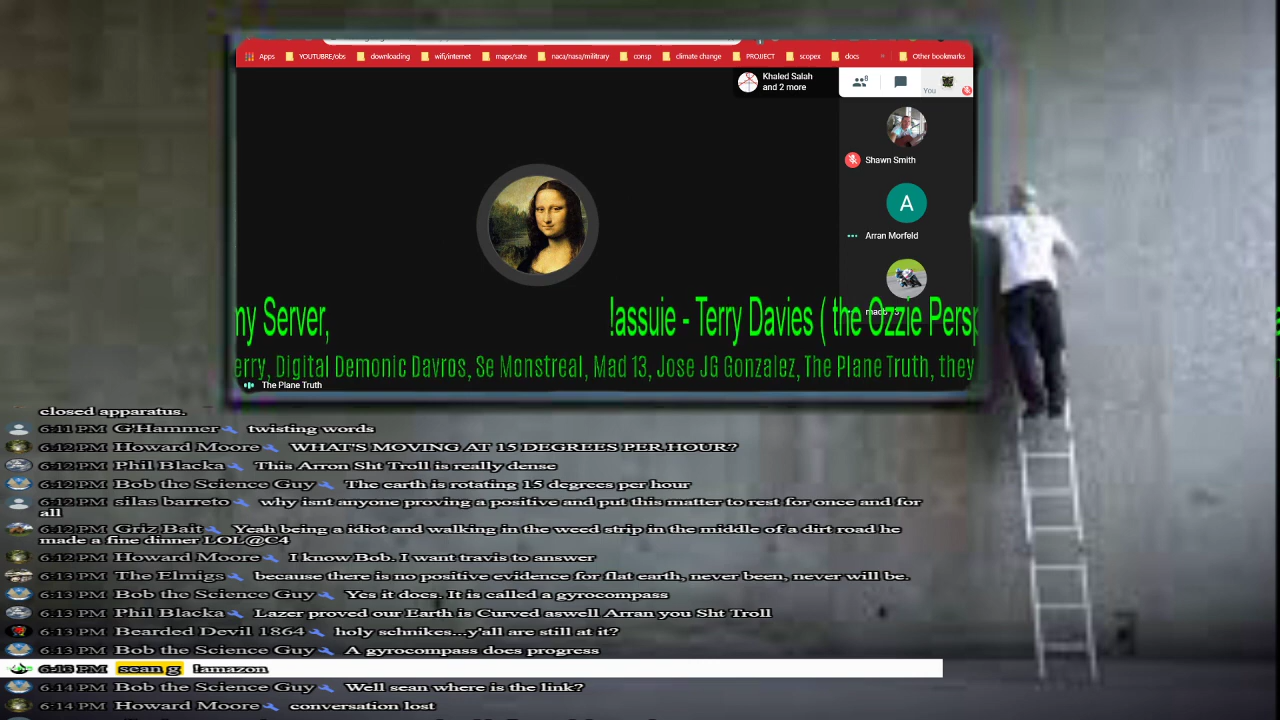 Apps YOUTUBRE/obs downloading wifi/internet maps/sate naca/nasa/militrary consp climate change PROJECT scopex docs Other bookmarks
Khaled Salah
and 2 more
8
You
Shawn Smith
A
Arran Morfeld
my Server, !assuie - Terry Davies ( the Ozzie Persp
erry, Digital Demonic Davros, Se Monstreal, Mad 13, Jose JG Gonzalez, The Plane Truth, they
The Plane Truth
closed apparatus.
6:11 PM G'Hammer twisting words
6:12 PM Howard Moore WHAT'S MOVING AT 15 DEGREES PER HOUR?
6:12 PM Phil Blacka This Arron Sht Troll is really dense
6:12 PM Bob the Science Guy The earth is rotating 15 degrees per hour
6:12 PM silas barreto why isnt anyone proving a positive and put this matter to rest for once and for
all
6:12 PM Griz Bait Yeah being a idiot and walking in the weed strip in the middle of a dirt road he
made a fine dinner LOL@C4
6:12 PM Howard Moore I know Bob. I want travis to answer
6:13 PM The Elmigs because there is no positive evidence for flat earth, never been, never will be.
6:13 PM Bob the Science Guy Yes it does. It is called a gyrocompass
6:13 PM Phil Blacka Lazer proved our Earth is Curved aswell Arran you Sht Troll
6:13 PM Bearded Devil 1864 holy schnikes...y'all are still at it?
6:13 PM Bob the Science Guy A gyrocompass does progress
6:13 PM sean g !amazon
6:14 PM Bob the Science Guy Well sean where is the link?
6:14 PM Howard Moore conversation lost